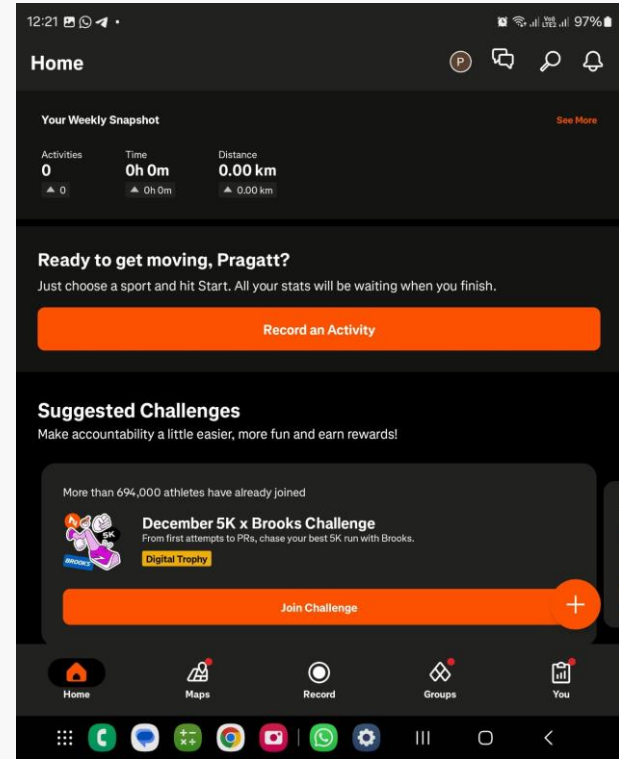 12:21
97%
Home
P
Your Weekly Snapshot
See More
Activities
Time
Distance
0
0h 0m
0.00 km
▲ 0
▲ 0h 0m
▲ 0.00 km
Ready to get moving, Pragatt?
Just choose a sport and hit Start. All your stats will be waiting when you finish.
Record an Activity
Suggested Challenges
Make accountability a little easier, more fun and earn rewards!
More than 694,000 athletes have already joined
5K
BROOKS
December 5K x Brooks Challenge
From first attempts to PRs, chase your best 5K run with Brooks.
Digital Trophy
Join Challenge
Home
Maps
Record
Groups
You